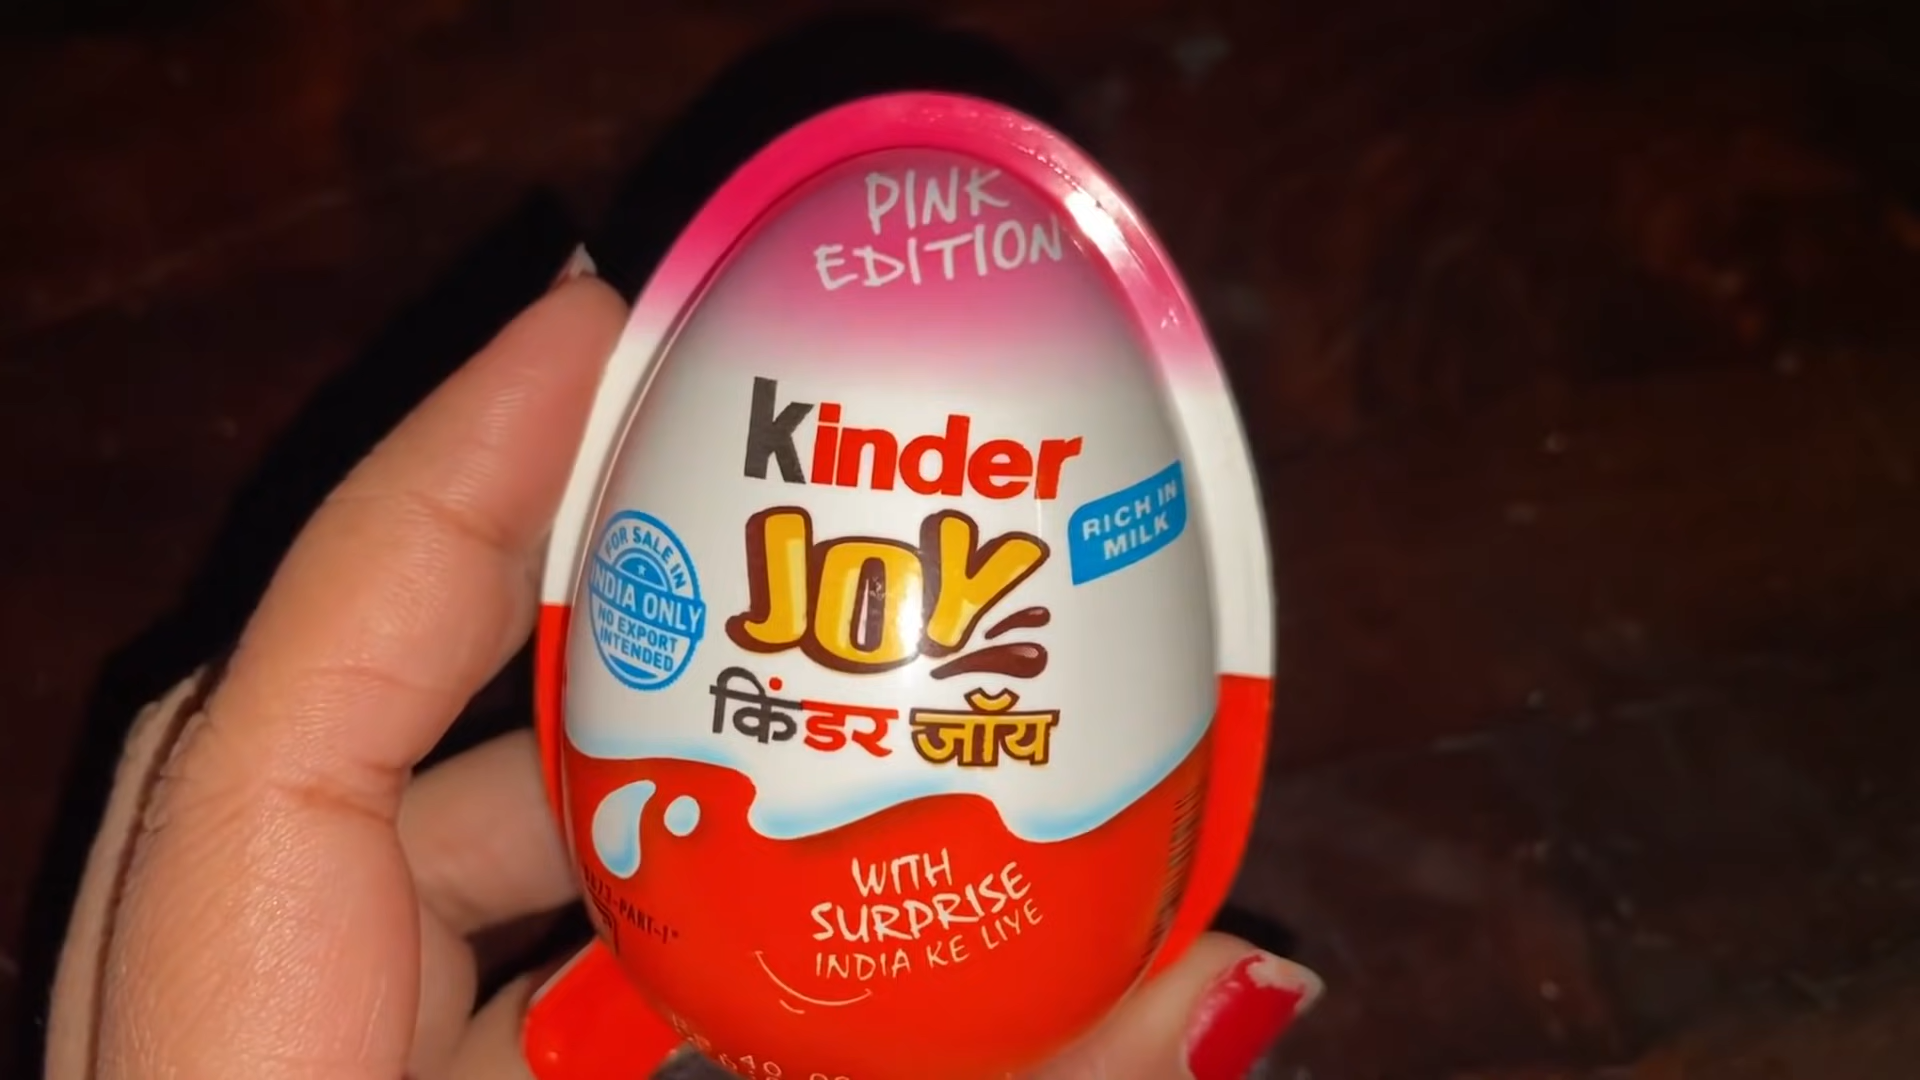 PINK
EDITION
Kinder
JOY
RICH IN
MILK
FOR SALE IN
INDIA ONLY
NO EXPORT
INTENDED
किंडर जॉय
WITH
SURPRISE
INDIA KE LIYE